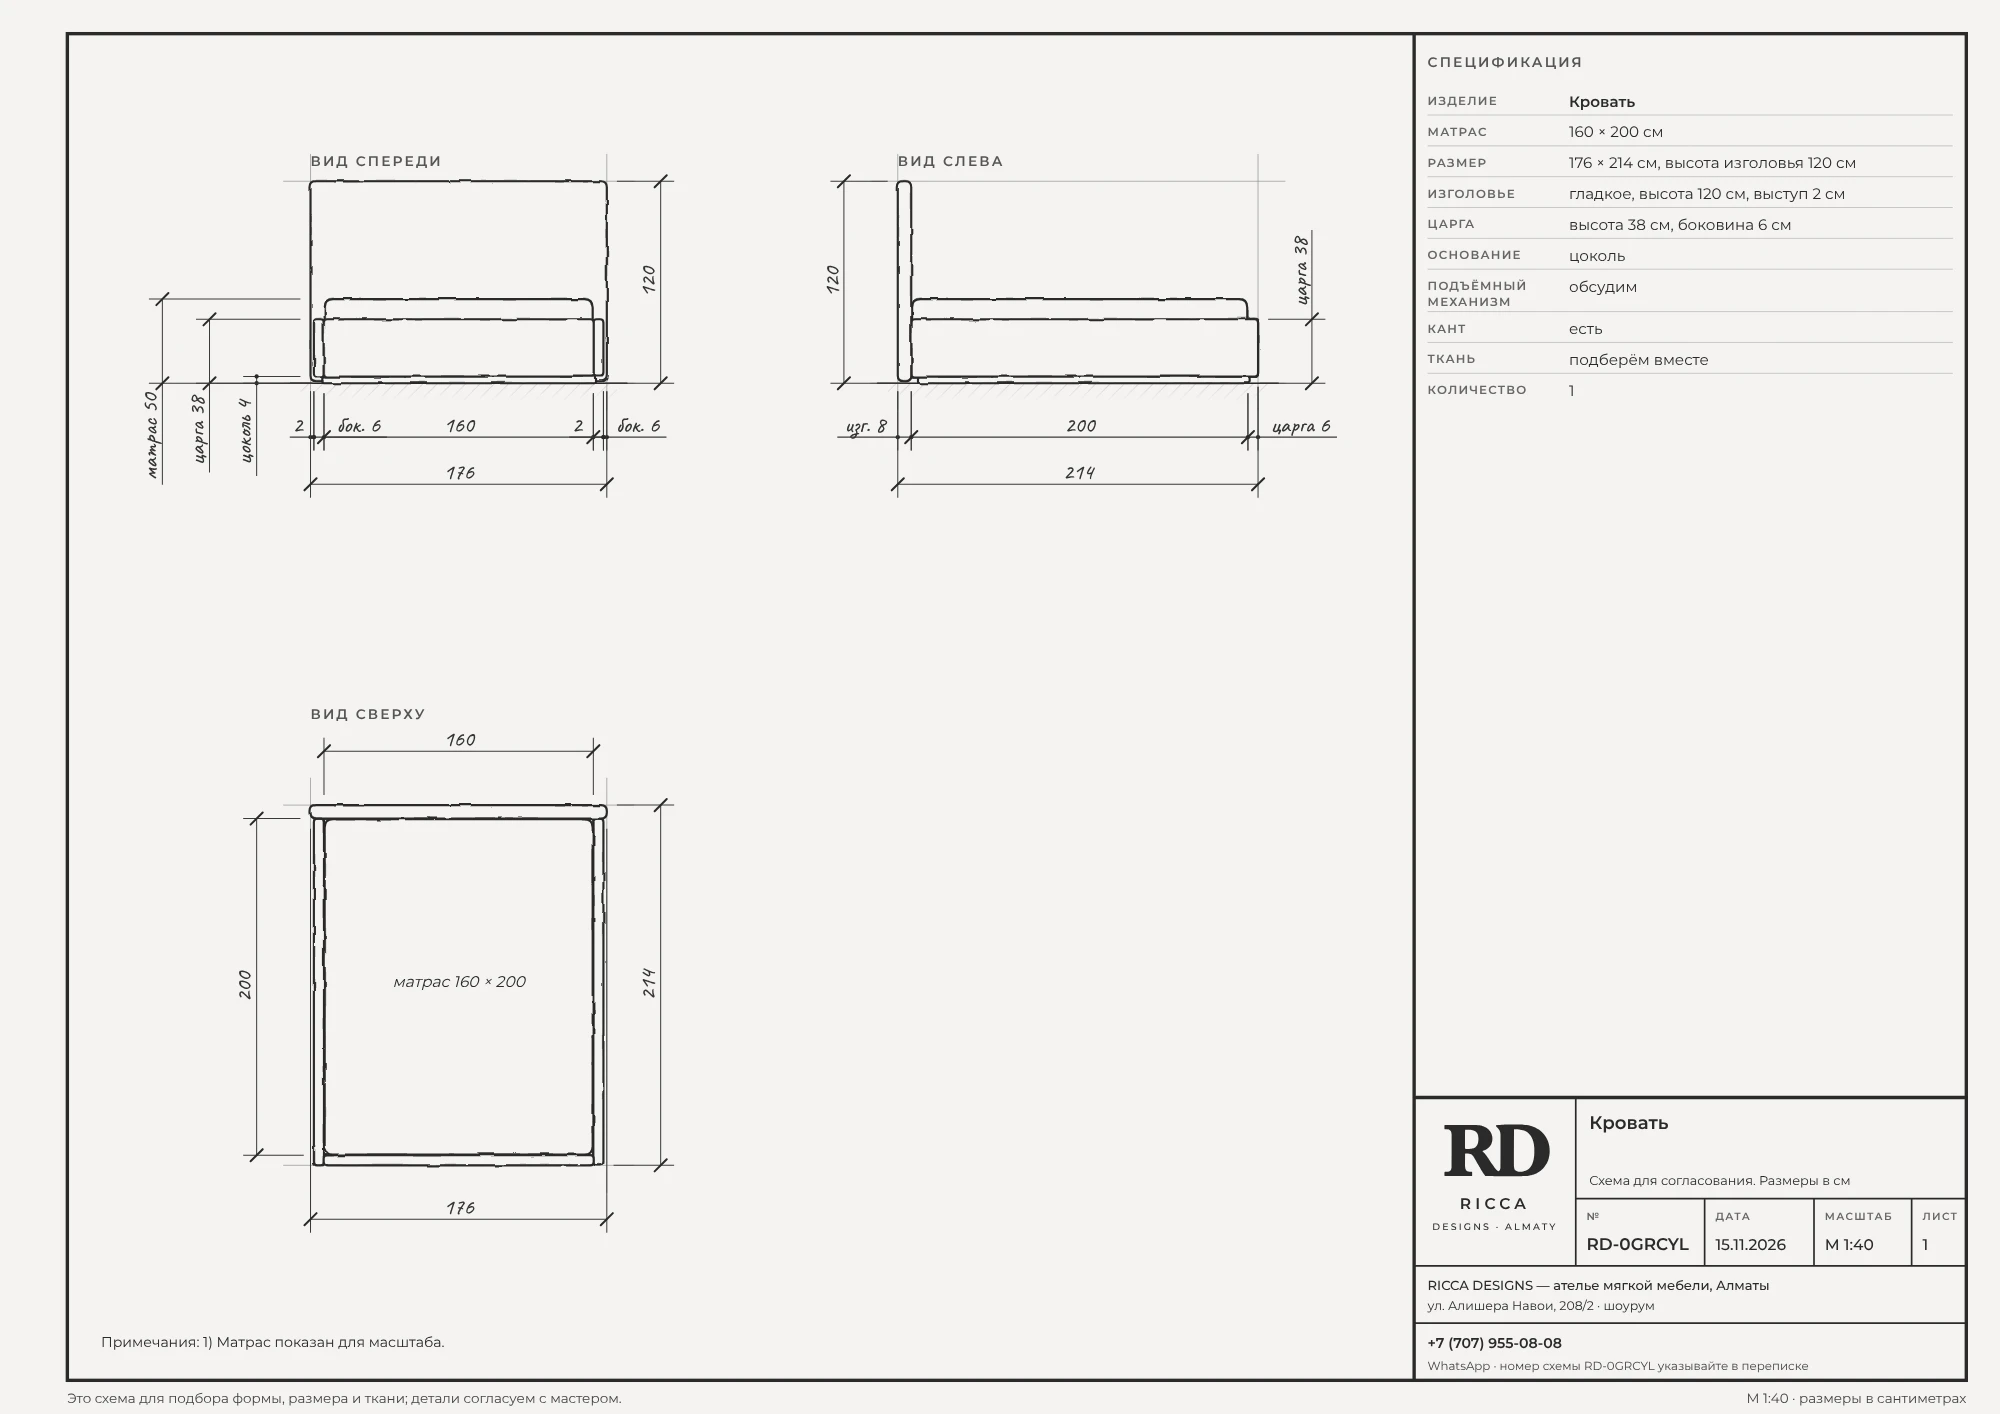 ВИД СПЕРЕДИ
120
матрас 50
царга 38
цоколь 4
2
бок. 6
160
2
бок. 6
176
ВИД СЛЕВА
120
царга 38
изг. 8
200
царга 6
214
ВИД СВЕРХУ
160
200
матрас 160 × 200
214
176
Примечания: 1) Матрас показан для масштаба.
СПЕЦИФИКАЦИЯ
ИЗДЕЛИЕ Кровать
МАТРАС 160 × 200 см
РАЗМЕР 176 × 214 см, высота изголовья 120 см
ИЗГОЛОВЬЕ гладкое, высота 120 см, выступ 2 см
ЦАРГА высота 38 см, боковина 6 см
ОСНОВАНИЕ цоколь
ПОДЪЁМНЫЙ обсудим
МЕХАНИЗМ
КАНТ есть
ТКАНЬ подберём вместе
КОЛИЧЕСТВО 1
RD
RICCA
DESIGNS · ALMATY
Кровать
Схема для согласования. Размеры в см
№ ДАТА МАСШТАБ ЛИСТ
RD-0GRCYL 15.11.2026 М 1:40 1
RICCA DESIGNS — ателье мягкой мебели, Алматы
ул. Алишера Навои, 208/2 · шоурум
+7 (707) 955-08-08
WhatsApp · номер схемы RD-0GRCYL указывайте в переписке
Это схема для подбора формы, размера и ткани; детали согласуем с мастером.
М 1:40 · размеры в сантиметрах